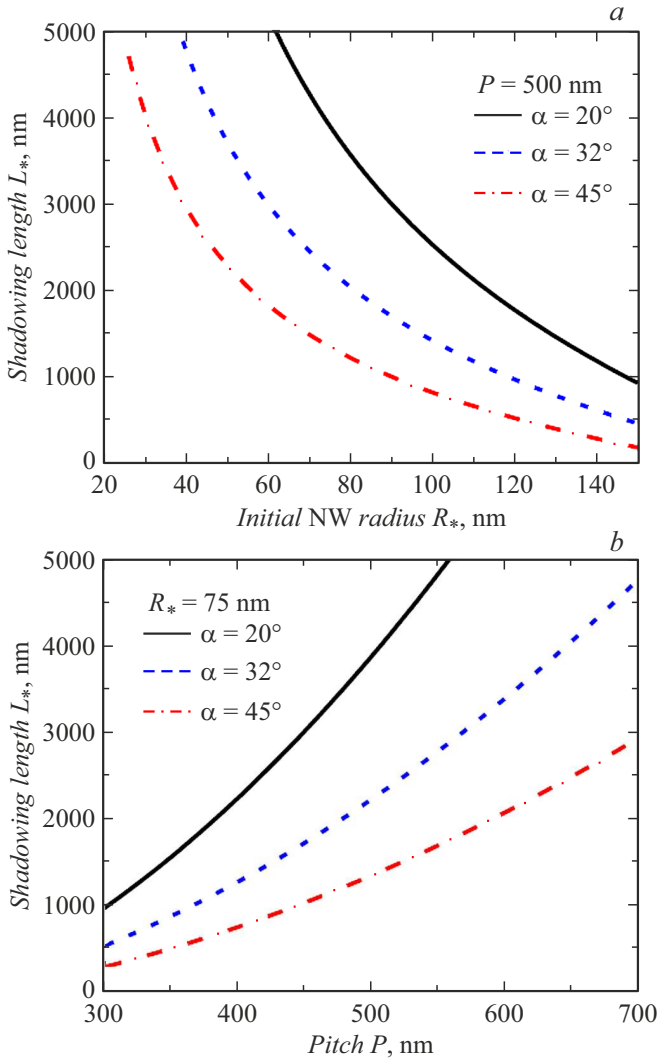 a
5000
4000
3000
2000
1000
0
Shadowing length L*, nm
P = 500 nm
α = 20°
α = 32°
α = 45°
20 40 60 80 100 120 140
Initial NW radius R*, nm
b
5000
4000
3000
2000
1000
0
Shadowing length L*, nm
R* = 75 nm
α = 20°
α = 32°
α = 45°
300 400 500 600 700
Pitch P, nm